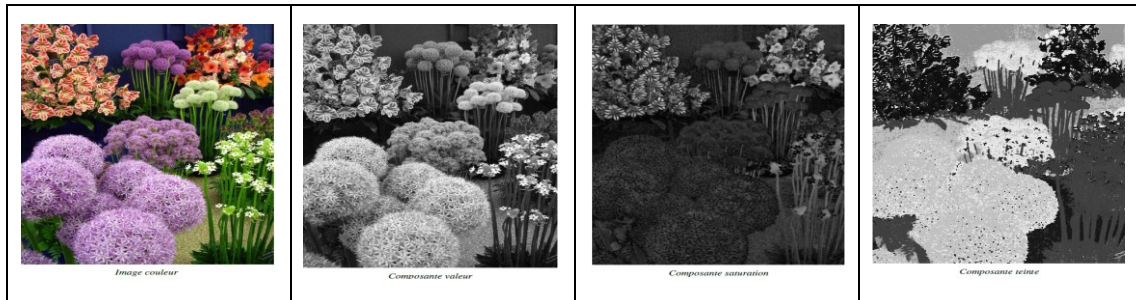 Image couleur
Composante valeur
Composante saturation
Composante teinte